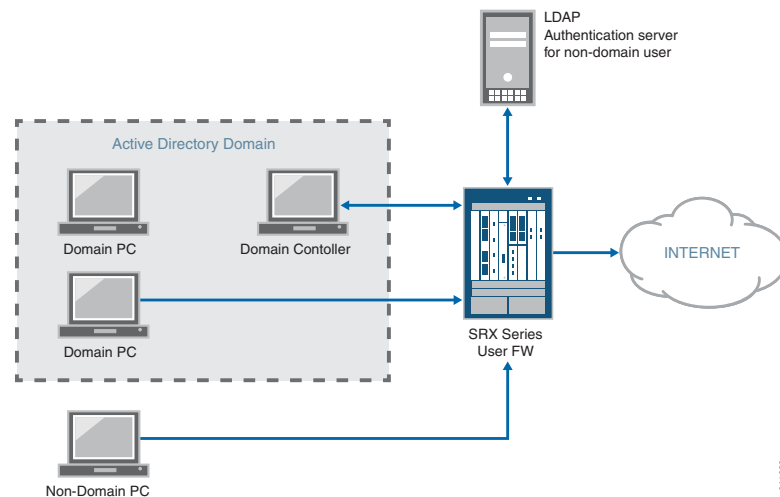 LDAP
Authentication server
for non-domain user
Active Directory Domain
Domain PC
Domain Contoller
INTERNET
Domain PC
SRX Series
User FW
Non-Domain PC